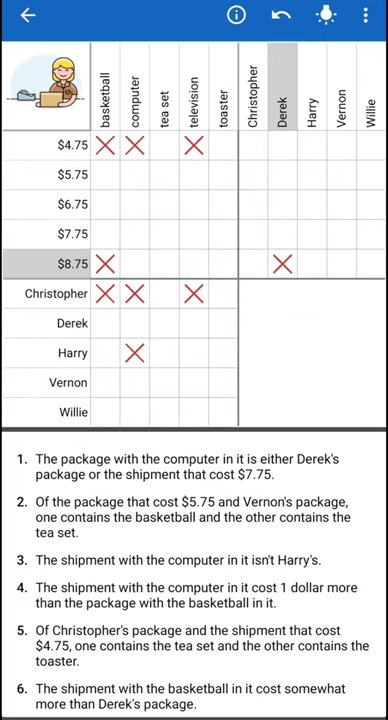 basketball
computer
tea set
television
toaster
Christopher
Derek
Harry
Vernon
Willie
$4.75
$5.75
$6.75
$7.75
$8.75
Christopher
Derek
Harry
Vernon
Willie
1. The package with the computer in it is either Derek's
package or the shipment that cost $7.75.
2. Of the package that cost $5.75 and Vernon's package,
one contains the basketball and the other contains the
tea set.
3. The shipment with the computer in it isn't Harry's.
4. The shipment with the computer in it cost 1 dollar more
than the package with the basketball in it.
5. Of Christopher's package and the shipment that cost
$4.75, one contains the tea set and the other contains the
toaster.
6. The shipment with the basketball in it cost somewhat
more than Derek's package.